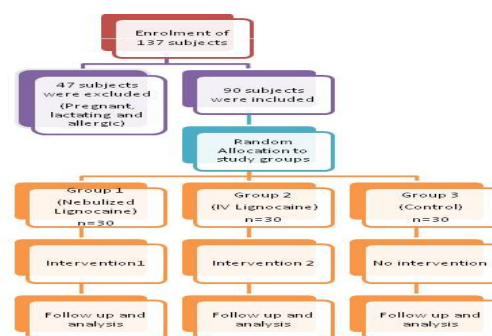 Enrolment of
137 subjects
47 subjects
were excluded
(Pregnant,
lactating and
allergic)
90 subjects
were included
Random
Allocation to
study groups
Group 1
(Nebulized
Lignocaine)
n=30
Group 2
(IV Lignocaine)
n=30
Group 3
(Control)
n=30
Intervention1
Intervention 2
No intervention
Follow up and
analysis
Follow up and
analysis
Follow up and
analysis